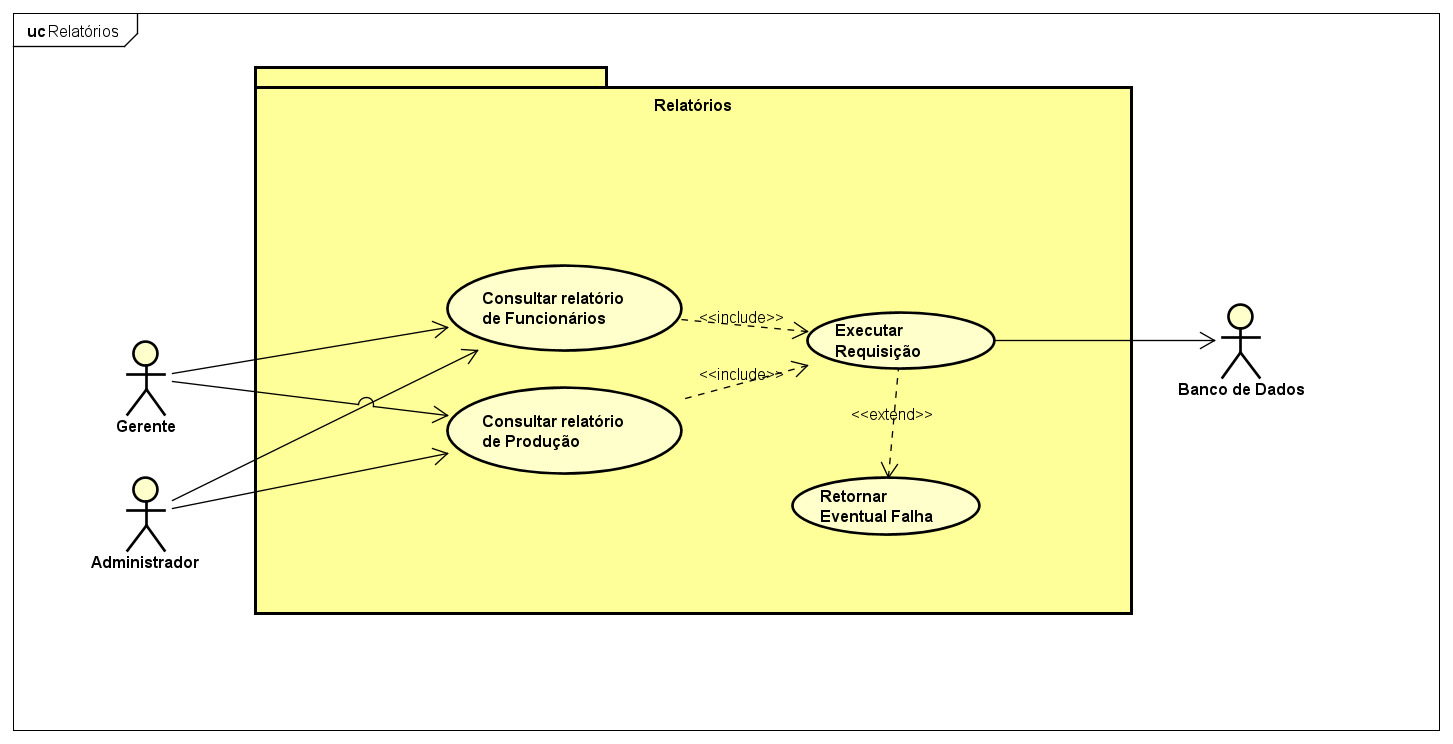 uc Relatórios
Relatórios
Consultar relatório
de Funcionários
<<include>>
Executar
Requisição
Banco de Dados
Gerente
<<include>>
Consultar relatório
de Produção
<<extend>>
Retornar
Eventual Falha
Administrador